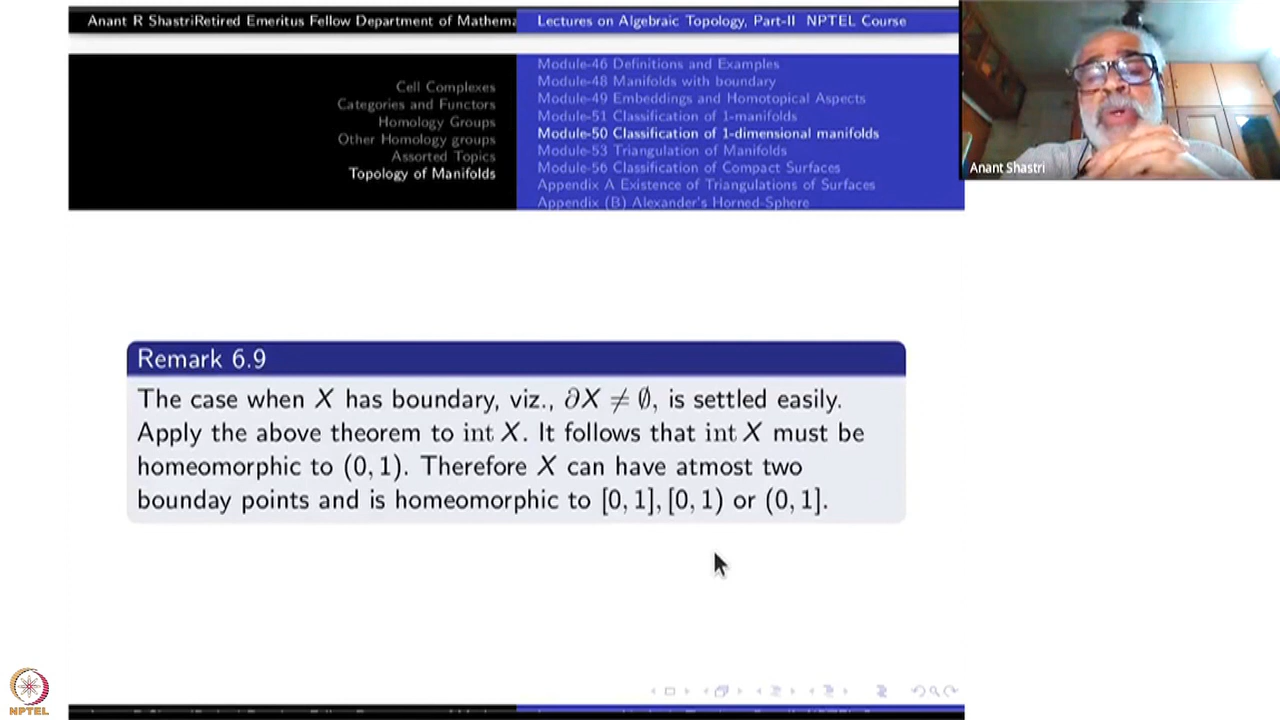 Anant R ShastriRetired Emeritus Fellow Department of Mathema
Lectures on Algebraic Topology, Part-II NPTEL Course
Cell Complexes
Categories and Functors
Homology Groups
Other Homology groups
Assorted Topics
Topology of Manifolds
Module-46 Definitions and Examples
Module-48 Manifolds with boundary
Module-49 Embeddings and Homotopical Aspects
Module-51 Classification of 1-manifolds
Module-50 Classification of 1-dimensional manifolds
Module-53 Triangulation of Manifolds
Module-56 Classification of Compact Surfaces
Appendix A Existence of Triangulations of Surfaces
Appendix (B) Alexander's Horned-Sphere
Anant Shastri
Remark 6.9
The case when X has boundary, viz., ∂X ≠ ∅, is settled easily.
Apply the above theorem to int X. It follows that int X must be
homeomorphic to (0, 1). Therefore X can have atmost two
bounday points and is homeomorphic to [0, 1], [0, 1) or (0, 1].
NPTEL